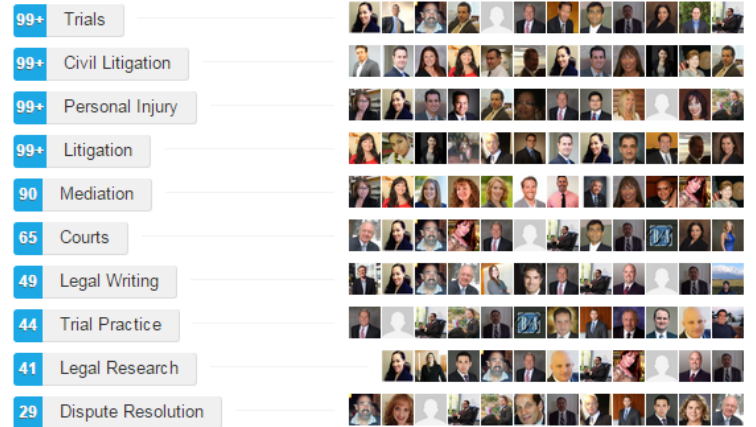 99+ Trials
99+ Civil Litigation
99+ Personal Injury
99+ Litigation
90 Mediation
65 Courts
49 Legal Writing
44 Trial Practice
41 Legal Research
29 Dispute Resolution